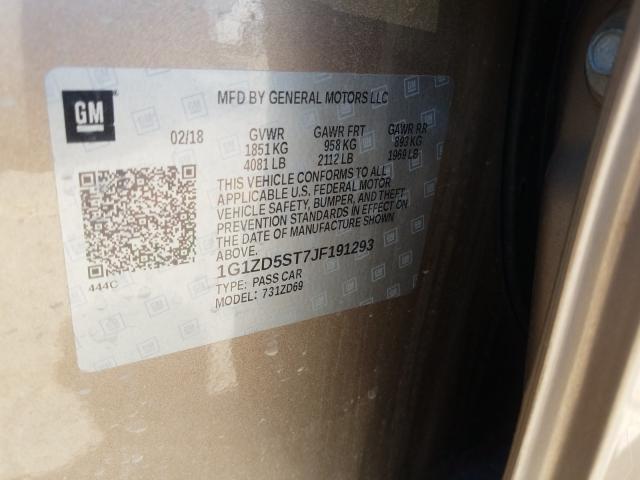 GM
MFD BY GENERAL MOTORS LLC
02/18 GVWR GAWR FRT GAWR RR
1851 KG 958 KG 893 KG
4081 LB 2112 LB 1969 LB
THIS VEHICLE CONFORMS TO ALL
APPLICABLE U.S. FEDERAL MOTOR
VEHICLE SAFETY, BUMPER, AND THEFT
PREVENTION STANDARDS IN EFFECT ON
THE DATE OF MANUFACTURE SHOWN
ABOVE.
1G1ZD5ST7JF191293
TYPE: PASS CAR
MODEL: 731ZD69
444C